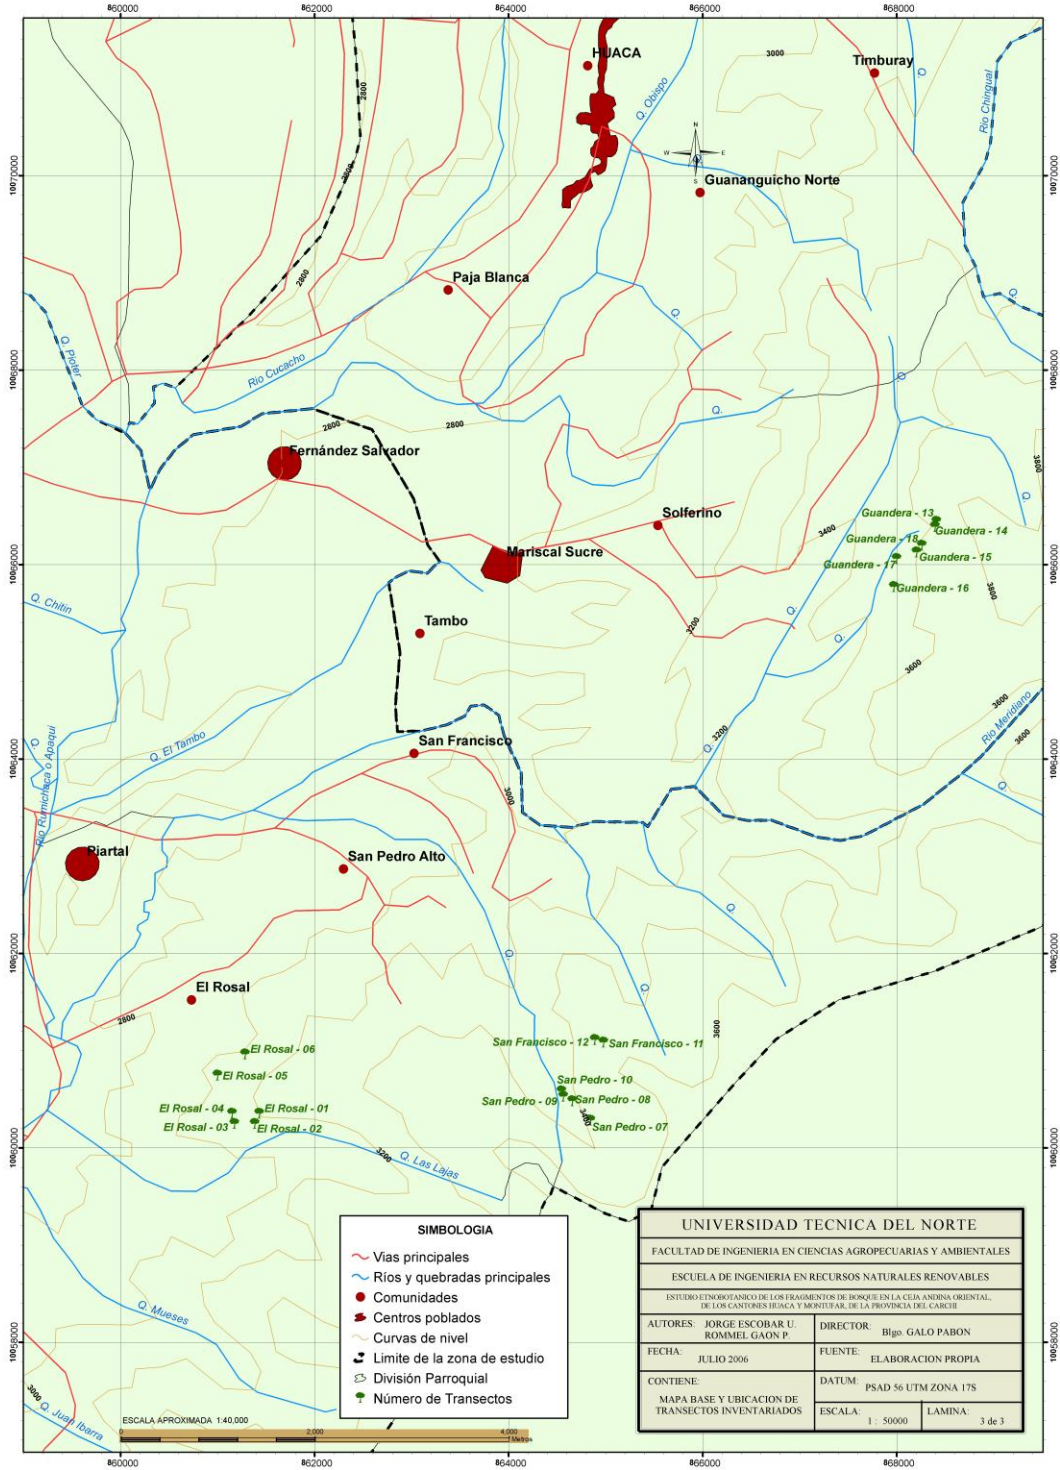 860000
862000
864000
866000
868000
HUACA
3000
Timburay
Q.
Q. Obispo
Rio Chingual
2800
N
W
E
S
Q.
2800
10070000
10070000
Guananguicho Norte
Paja Blanca
2800
Q.
Q.
Q. Pioter
Rio Cucacho
10068000
10068000
Q.
Q.
2800
2800
Fernández Salvador
3800
Solferino
Guandera - 13
Guandera - 14
3400
Guandera - 18
Guandera - 15
Guandera - 17
Guandera - 16
Mariscal Sucre
10066000
10066000
Q. Chitin
3800
Tambo
Q.
3200
Q.
3600
3600
Rio Meridiano
3600
Q.
Q. El Tambo
San Francisco
Q.
3200
10064000
10064000
Rio Rumichaca o Apaqui
3000
Q.
Piartal
San Pedro Alto
Q.
Q.
10062000
10062000
El Rosal
Q.
2800
3600
San Francisco - 12
San Francisco - 11
El Rosal - 06
El Rosal - 05
San Pedro - 10
San Pedro - 09
San Pedro - 08
El Rosal - 04
El Rosal - 01
3400
El Rosal - 03
El Rosal - 02
San Pedro - 07
10060000
10060000
3200
Q. Las Lajas
Q. Mueses
10058000
10058000
3000
Q. Juan Ibarra
SIMBOLOGIA
Vias principales
Ríos y quebradas principales
Comunidades
Centros poblados
Curvas de nivel
Limite de la zona de estudio
División Parroquial
Número de Transectos
ESCALA APROXIMADA 1:40,000
0
2,000
4,000
Metros
UNIVERSIDAD TECNICA DEL NORTE
FACULTAD DE INGENIERIA EN CIENCIAS AGROPECUARIAS Y AMBIENTALES
ESCUELA DE INGENIERIA EN RECURSOS NATURALES RENOVABLES
ESTUDIO ETNOBOTANICO DE LOS FRAGMENTOS DE BOSQUE EN LA CEJA ANDINA ORIENTAL,
DE LOS CANTONES HUACA Y MONTUFAR, DE LA PROVINCIA DEL CARCHI
AUTORES: JORGE ESCOBAR U.
ROMMEL GAON P.
DIRECTOR: Blgo. GALO PABON
FECHA: JULIO 2006
FUENTE: ELABORACION PROPIA
CONTIENE:
MAPA BASE Y UBICACION DE
TRANSECTOS INVENTARIADOS
DATUM: PSAD 56 UTM ZONA 17S
ESCALA: 1 : 50000
LAMINA: 3 de 3
860000
862000
864000
866000
868000